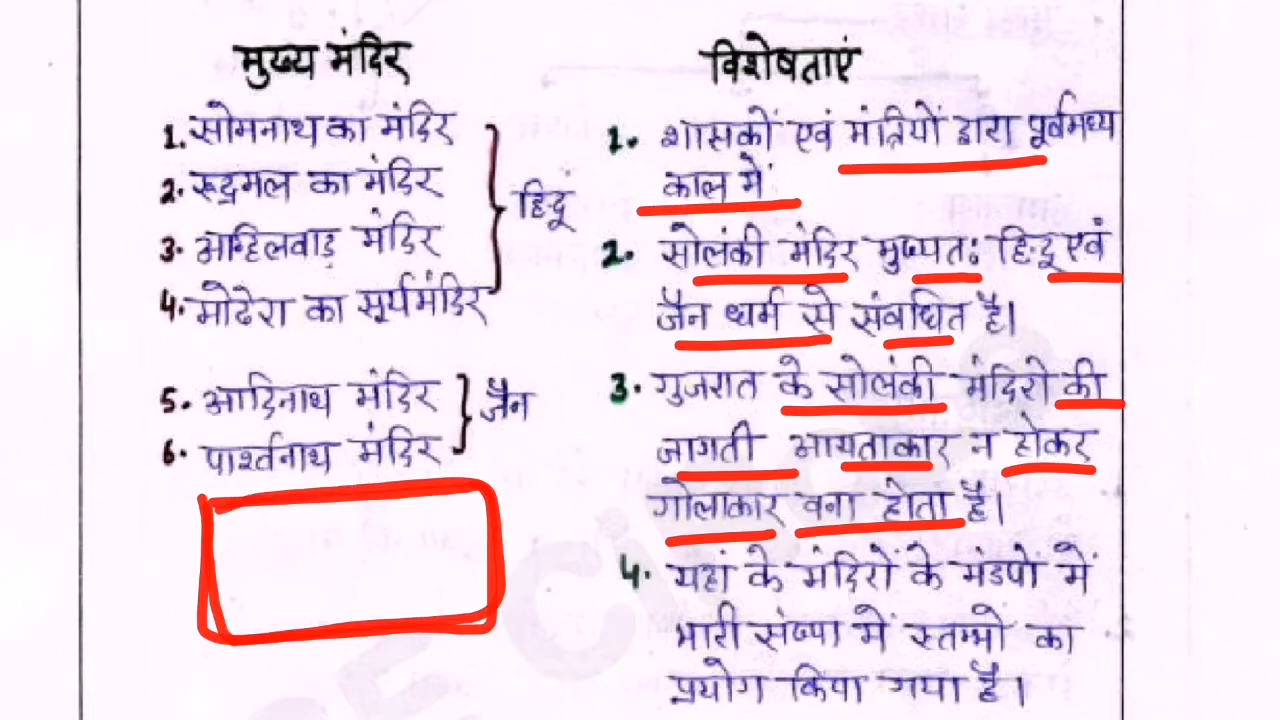 मुख्य मंदिर
1. सोमनाथ का मंदिर
2. रूद्रमल का मंदिर
3. अन्हिलवाड़ मंदिर
4. मोढेरा का सूर्यमंदिर
हिंदू
5. आदिनाथ मंदिर
6. पार्श्वनाथ मंदिर
जैन
विशेषताएं
1. शासकों एवं मंत्रियों द्वारा पूर्वमध्य
काल में
2. सोलंकी मंदिर मुख्यतः हिन्दू एवं
जैन धर्म से संबंधित है।
3. गुजरात के सोलंकी मंदिरों की
जागती आयताकार न होकर
गोलाकार बना होता है।
4. यहां के मंदिरों के मंडपों में
भारी संख्या में स्तम्भों का
प्रयोग किया गया है।